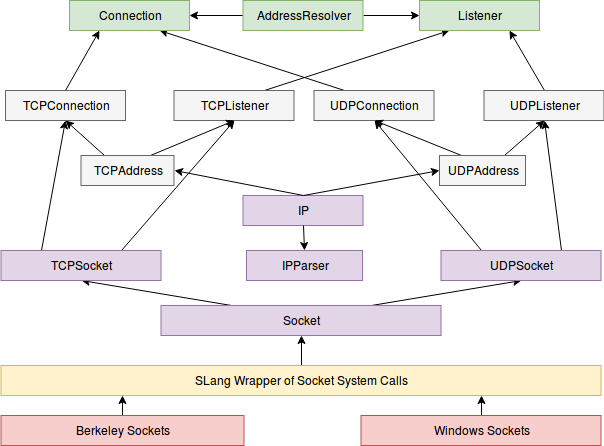 Connection
AddressResolver
Listener
TCPConnection
TCPListener
UDPConnection
UDPListener
TCPAddress
UDPAddress
IP
TCPSocket
IPParser
UDPSocket
Socket
SLang Wrapper of Socket System Calls
Berkeley Sockets
Windows Sockets